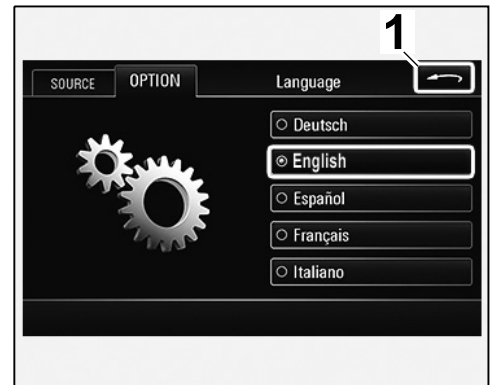 1
SOURCE OPTION Language
Deutsch
English
Español
Français
Italiano